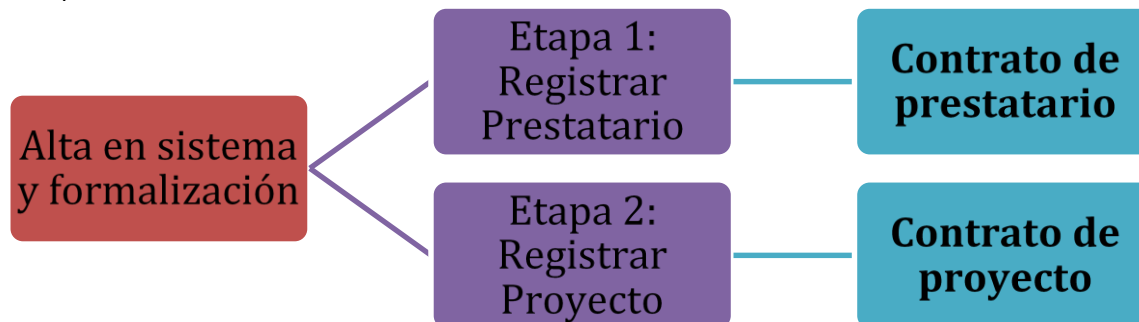 Alta en sistema
y formalización
Etapa 1:
Registrar
Prestatario
Contrato de
prestatario
Etapa 2:
Registrar
Proyecto
Contrato de
proyecto